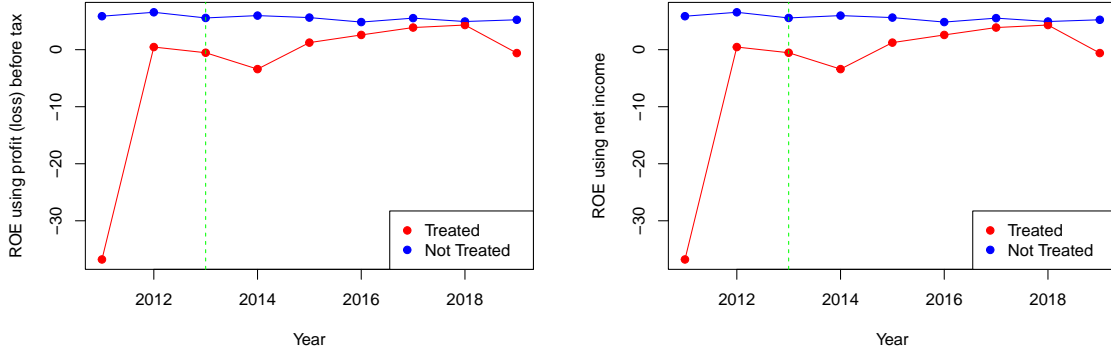 ROE using profit (loss) before tax
0
−10
−20
−30
2012 2014 2016 2018
Year
Treated
Not Treated
ROE using net income
0
−10
−20
−30
2012 2014 2016 2018
Year
Treated
Not Treated